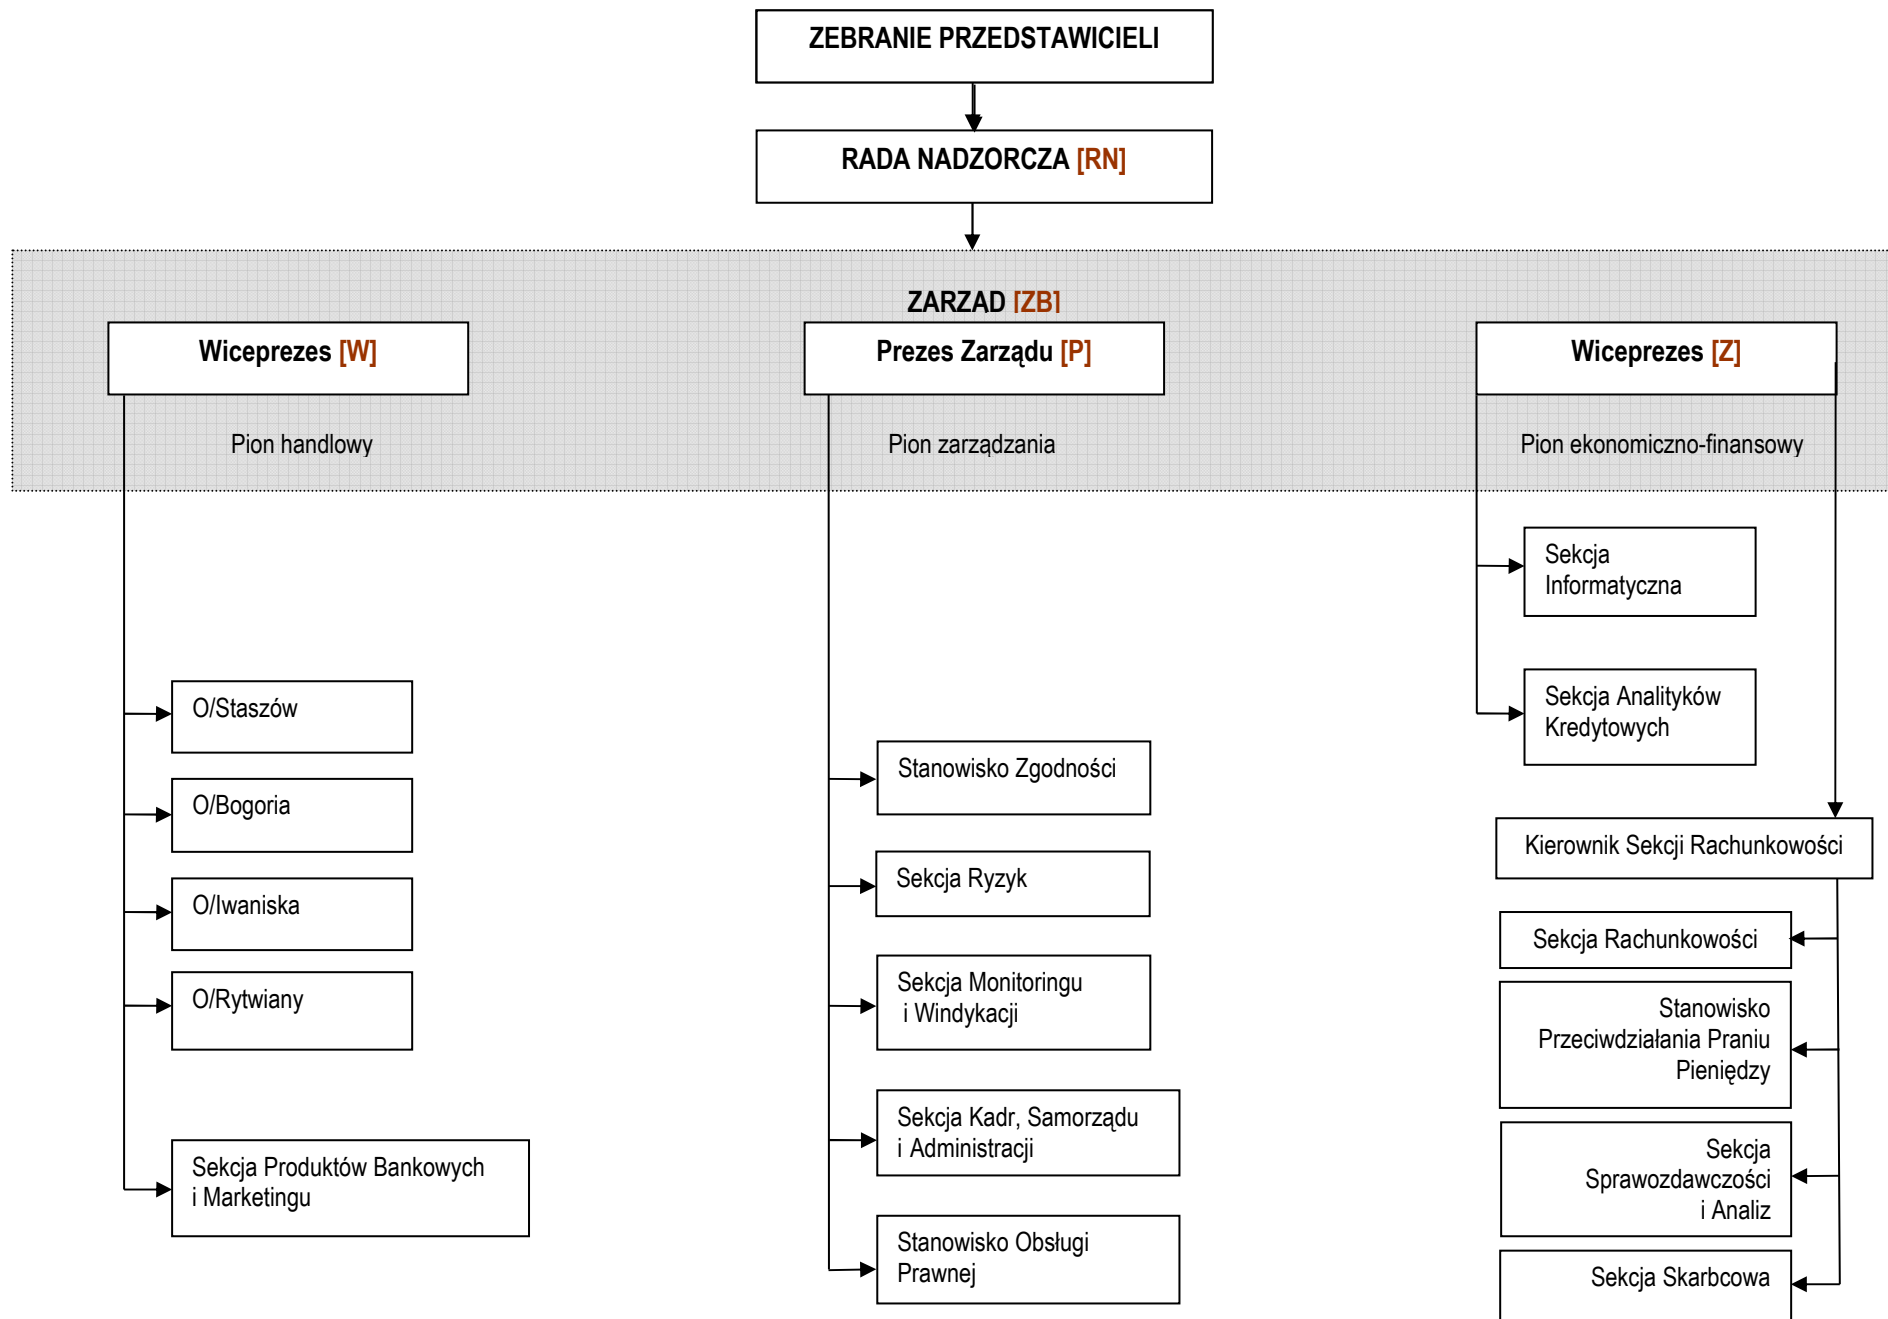 ZEBRANIE PRZEDSTAWICIELI
RADA NADZORCZA [RN]
ZARZĄD [ZB]
Wiceprezes [W]
Prezes Zarządu [P]
Wiceprezes [Z]
Pion handlowy
Pion zarządzania
Pion ekonomiczno-finansowy
O/Staszów
O/Bogoria
O/Iwaniska
O/Rytwiany
Sekcja Produktów Bankowych
i Marketingu
Stanowisko Zgodności
Sekcja Ryzyk
Sekcja Monitoringu
i Windykacji
Sekcja Kadr, Samorządu
i Administracji
Stanowisko Obsługi
Prawnej
Sekcja
Informatyczna
Sekcja Analityków
Kredytowych
Kierownik Sekcji Rachunkowości
Sekcja Rachunkowości
Stanowisko
Przeciwdziałania Praniu
Pieniędzy
Sekcja
Sprawozdawczości
i Analiz
Sekcja Skarbcowa